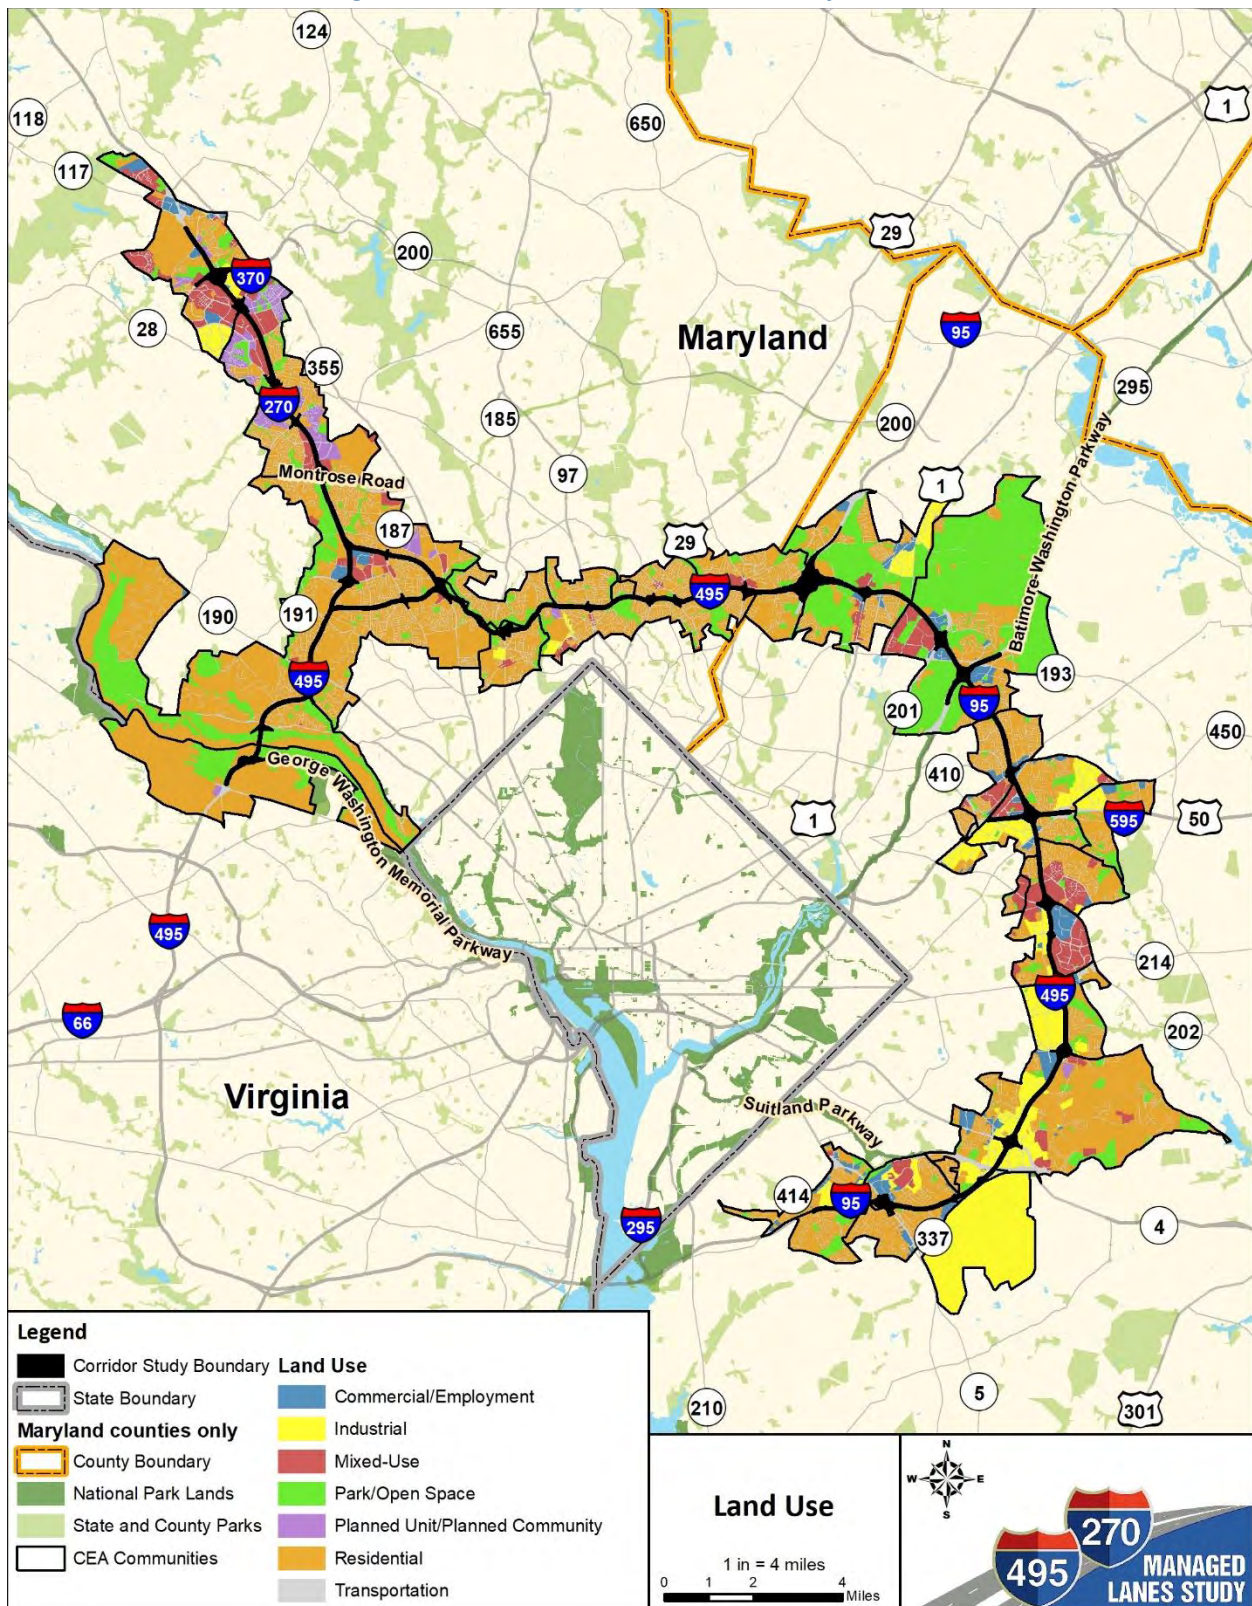 124
118
650
1
117
29
200
370
28
655
Maryland
95
355
295
270
185
200
Montrose Road
97
1
187
29
Baltimore-Washington Parkway
190
191
495
495
193
201
95
450
George Washington Memorial Parkway
410
1
595
50
495
214
495
66
202
Virginia
Suitland Parkway
414
95
295
337
4
5
210
301
Legend
Corridor Study Boundary
State Boundary
Maryland counties only
County Boundary
National Park Lands
State and County Parks
CEA Communities
Land Use
Commercial/Employment
Industrial
Mixed-Use
Park/Open Space
Planned Unit/Planned Community
Residential
Transportation
Land Use
1 in = 4 miles
0 1 2 4
Miles
N
W E
S
495
270
MANAGED
LANES STUDY